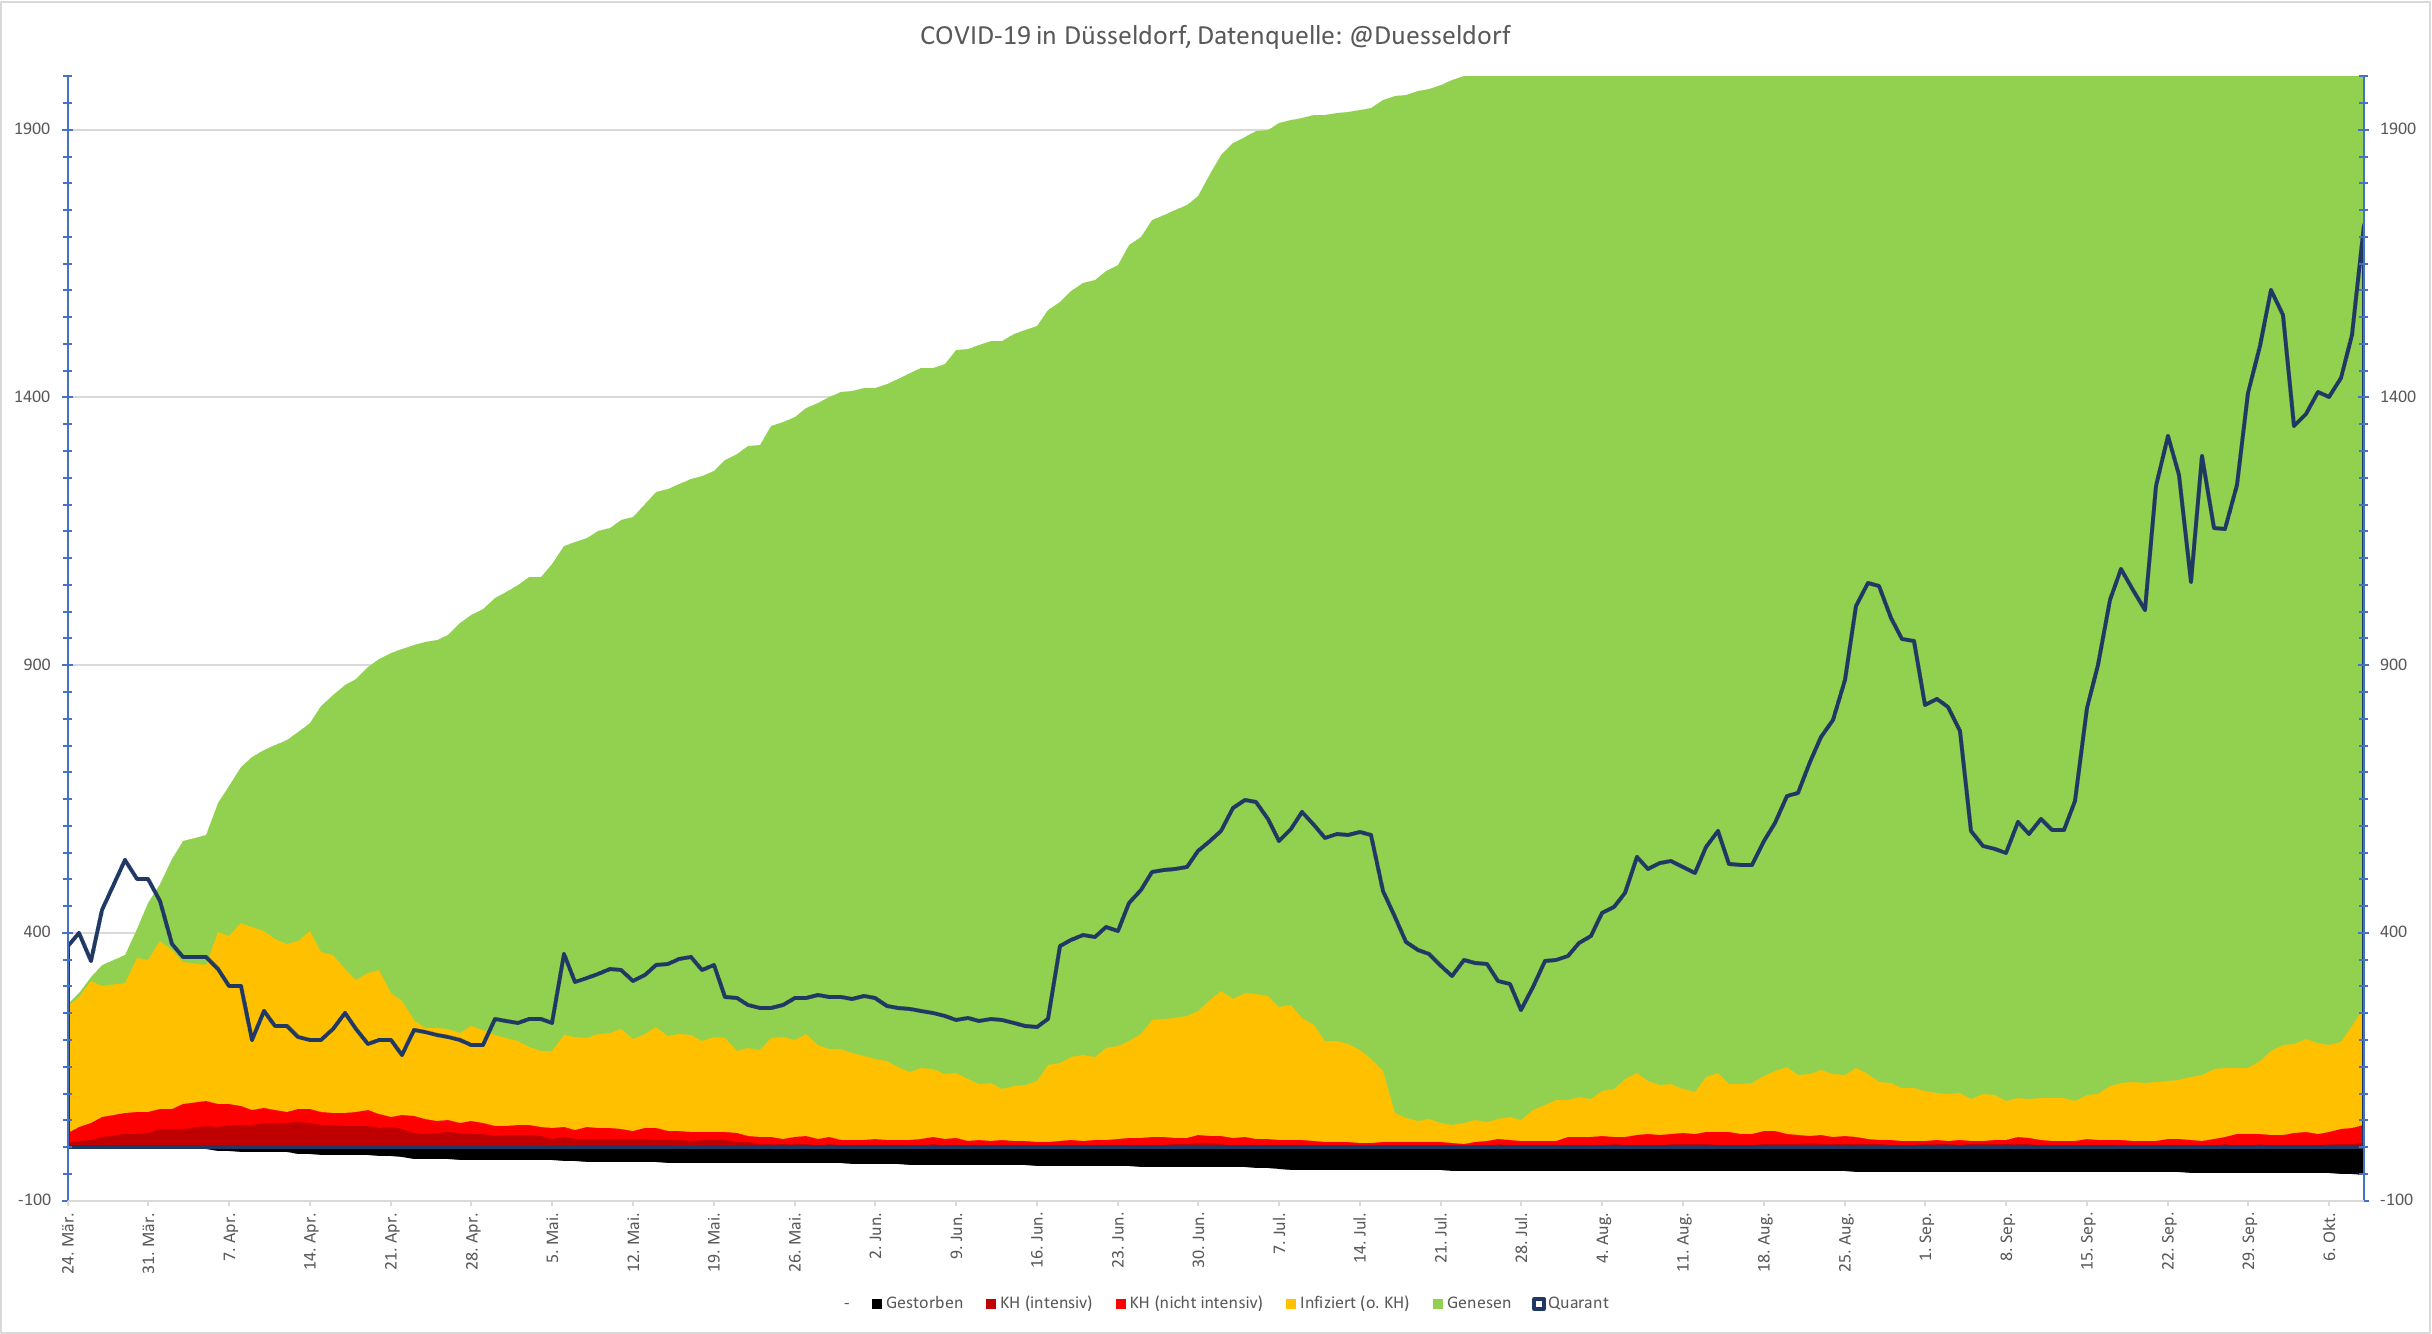 COVID-19 in Düsseldorf, Datenquelle: @Duesseldorf
1900
1900
1400
1400
900
900
400
400
-100
-100
24. Mär.
31. Mär.
7. Apr.
14. Apr.
21. Apr.
28. Apr.
5. Mai.
12. Mai.
19. Mai.
26. Mai.
2. Jun.
9. Jun.
16. Jun.
23. Jun.
30. Jun.
7. Jul.
14. Jul.
21. Jul.
28. Jul.
4. Aug.
11. Aug.
18. Aug.
25. Aug.
1. Sep.
8. Sep.
15. Sep.
22. Sep.
29. Sep.
6. Okt.
- Gestorben KH (intensiv) KH (nicht intensiv) Infiziert (o. KH) Genesen Quarant